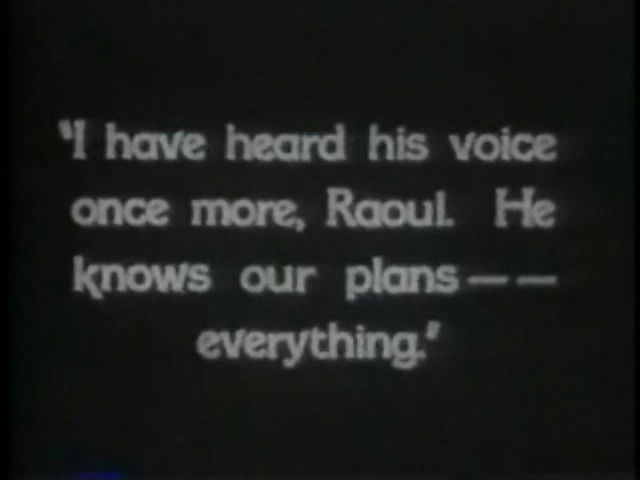 "I have heard his voice
once more, Raoul. He
knows our plans——
everything."